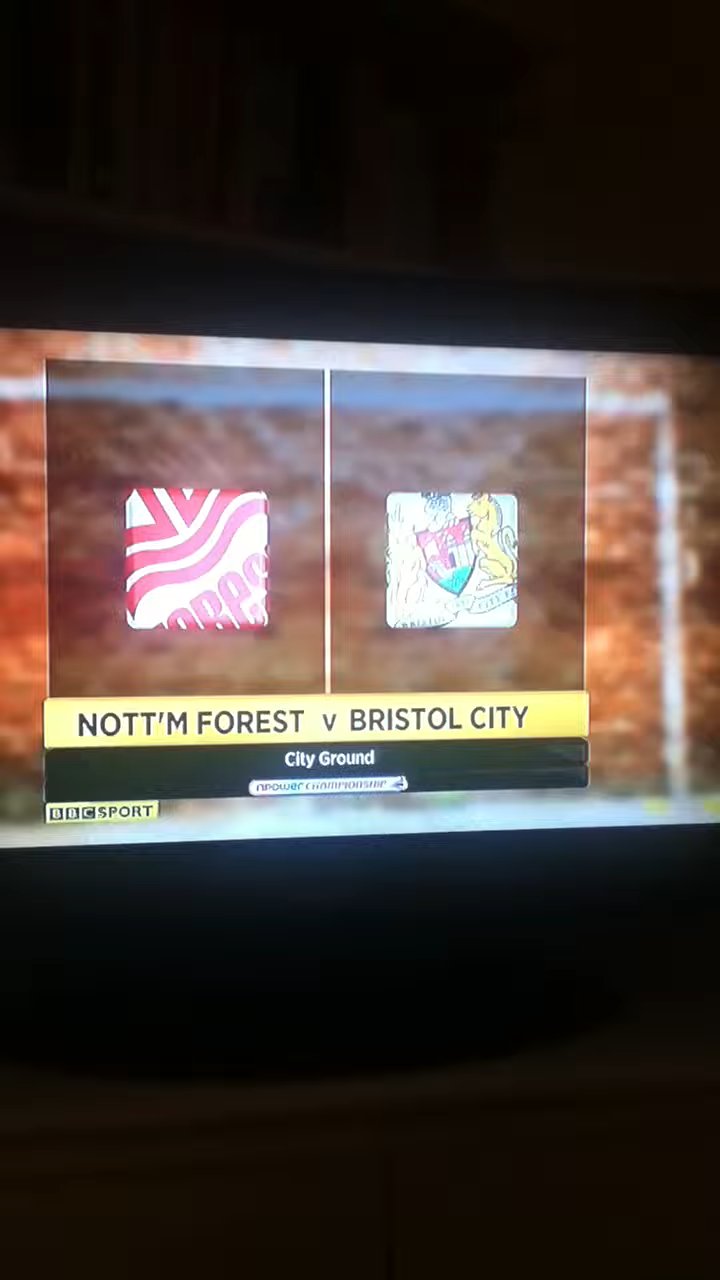 NOTT'M FOREST v BRISTOL CITY
City Ground
npower CHAMPIONSHIP
BBC SPORT